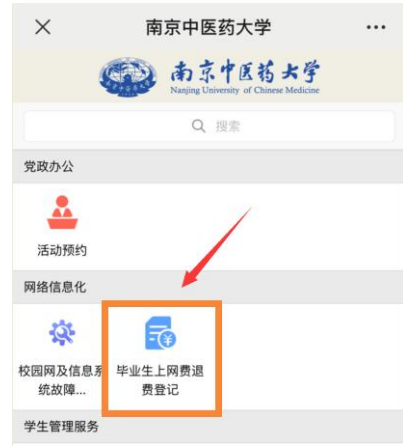 南京中医药大学
南京中医药大学
Nanjing University of Chinese Medicine
搜索
党政办公
活动预约
网络信息化
校园网及信息系
统故障...
毕业生上网费退
费登记
学生管理服务